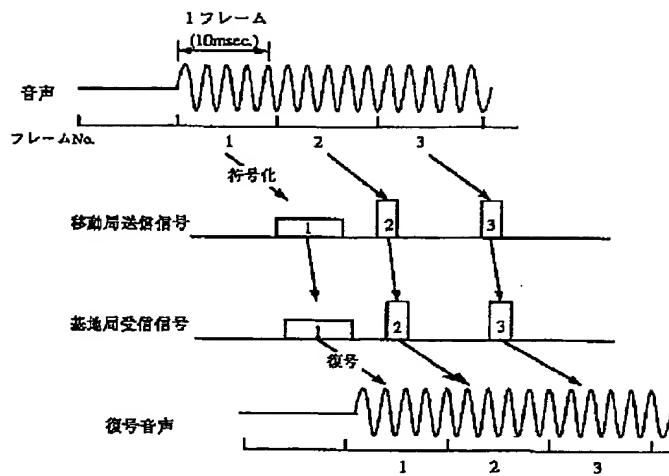 1フレーム
(10msec.)
音声
フレームNo.
1 2 3
符号化
移動局送信信号
1 2 3
基地局受信信号
1 2 3
復号
復号音声
1 2 3